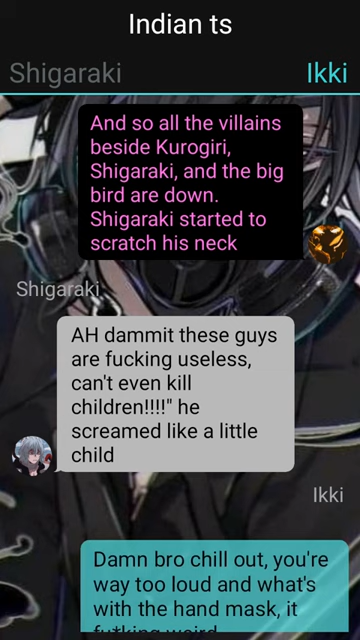 Indian ts
Shigaraki
Ikki
And so all the villains
beside Kurogiri,
Shigaraki, and the big
bird are down.
Shigaraki started to
scratch his neck
Shigaraki
AH dammit these guys
are fucking useless,
can't even kill
children!!!!" he
screamed like a little
child
Ikki
Damn bro chill out, you're
way too loud and what's
with the hand mask, it